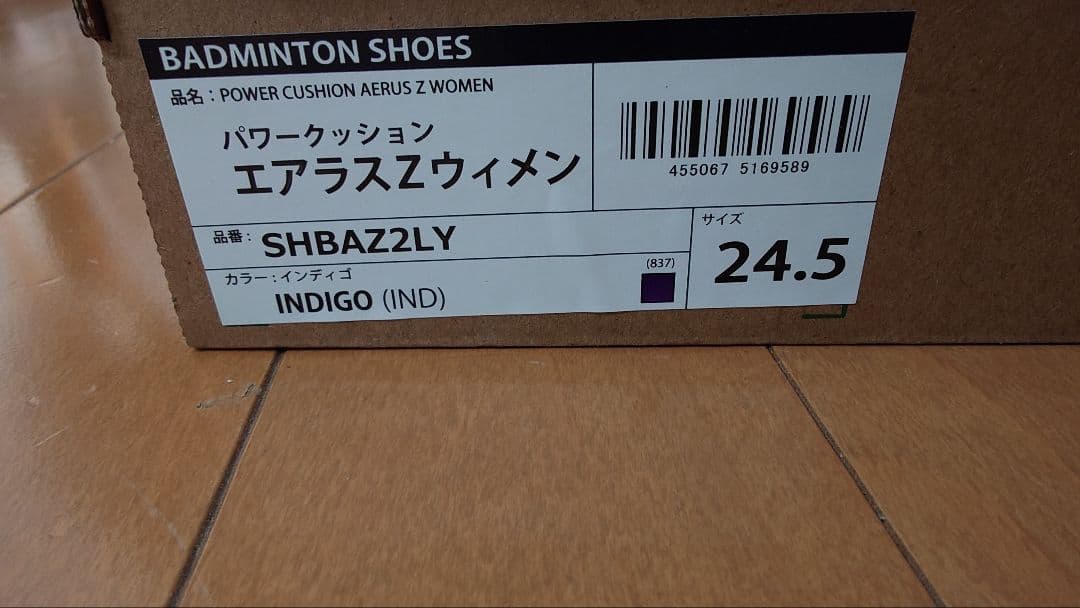 BADMINTON SHOES
品名：POWER CUSHION AERUS Z WOMEN
パワークッション
エアラスZウィメン
455067 5169589
品番：SHBAZ2LY
サイズ
24.5
カラー：インディゴ
(837)
INDIGO (IND)